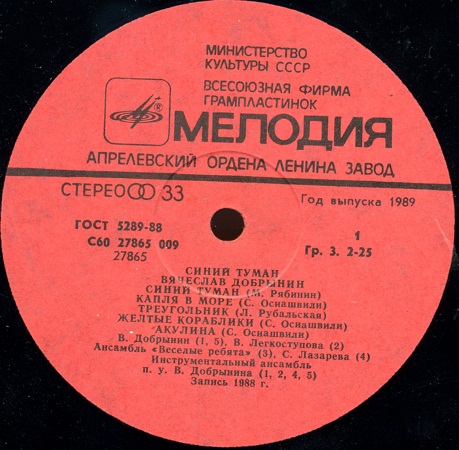 МИНИСТЕРСТВО
КУЛЬТУРЫ СССР
ВСЕСОЮЗНАЯ ФИРМА
ГРАМПЛАСТИНОК
МЕЛОДИЯ
АПРЕЛЕВСКИЙ ОРДЕНА ЛЕНИНА ЗАВОД
СТЕРЕО 33
Год выпуска 1989
ГОСТ 5289-88
С60 27865 009
27865
1
Гр. 3. 2-25
СИНИЙ ТУМАН
ВЯЧЕСЛАВ ДОБРЫНИН
СИНИЙ ТУМАН (М. Рябинин)
КАПЛЯ В МОРЕ (С. Осиашвили)
ТРЕУГОЛЬНИК (Л. Рубальская)
ЖЕЛТЫЕ КОРАБЛИКИ (С. Осиашвили)
АКУЛИНА (С. Осиашвили)
В. Добрынин (1, 5), В. Легкоступова (2)
Ансамбль «Веселые ребята» (3), С. Лазарева (4)
Инструментальный ансамбль
п. у. В. Добрынина (1, 2, 4, 5)
Запись 1988 г.